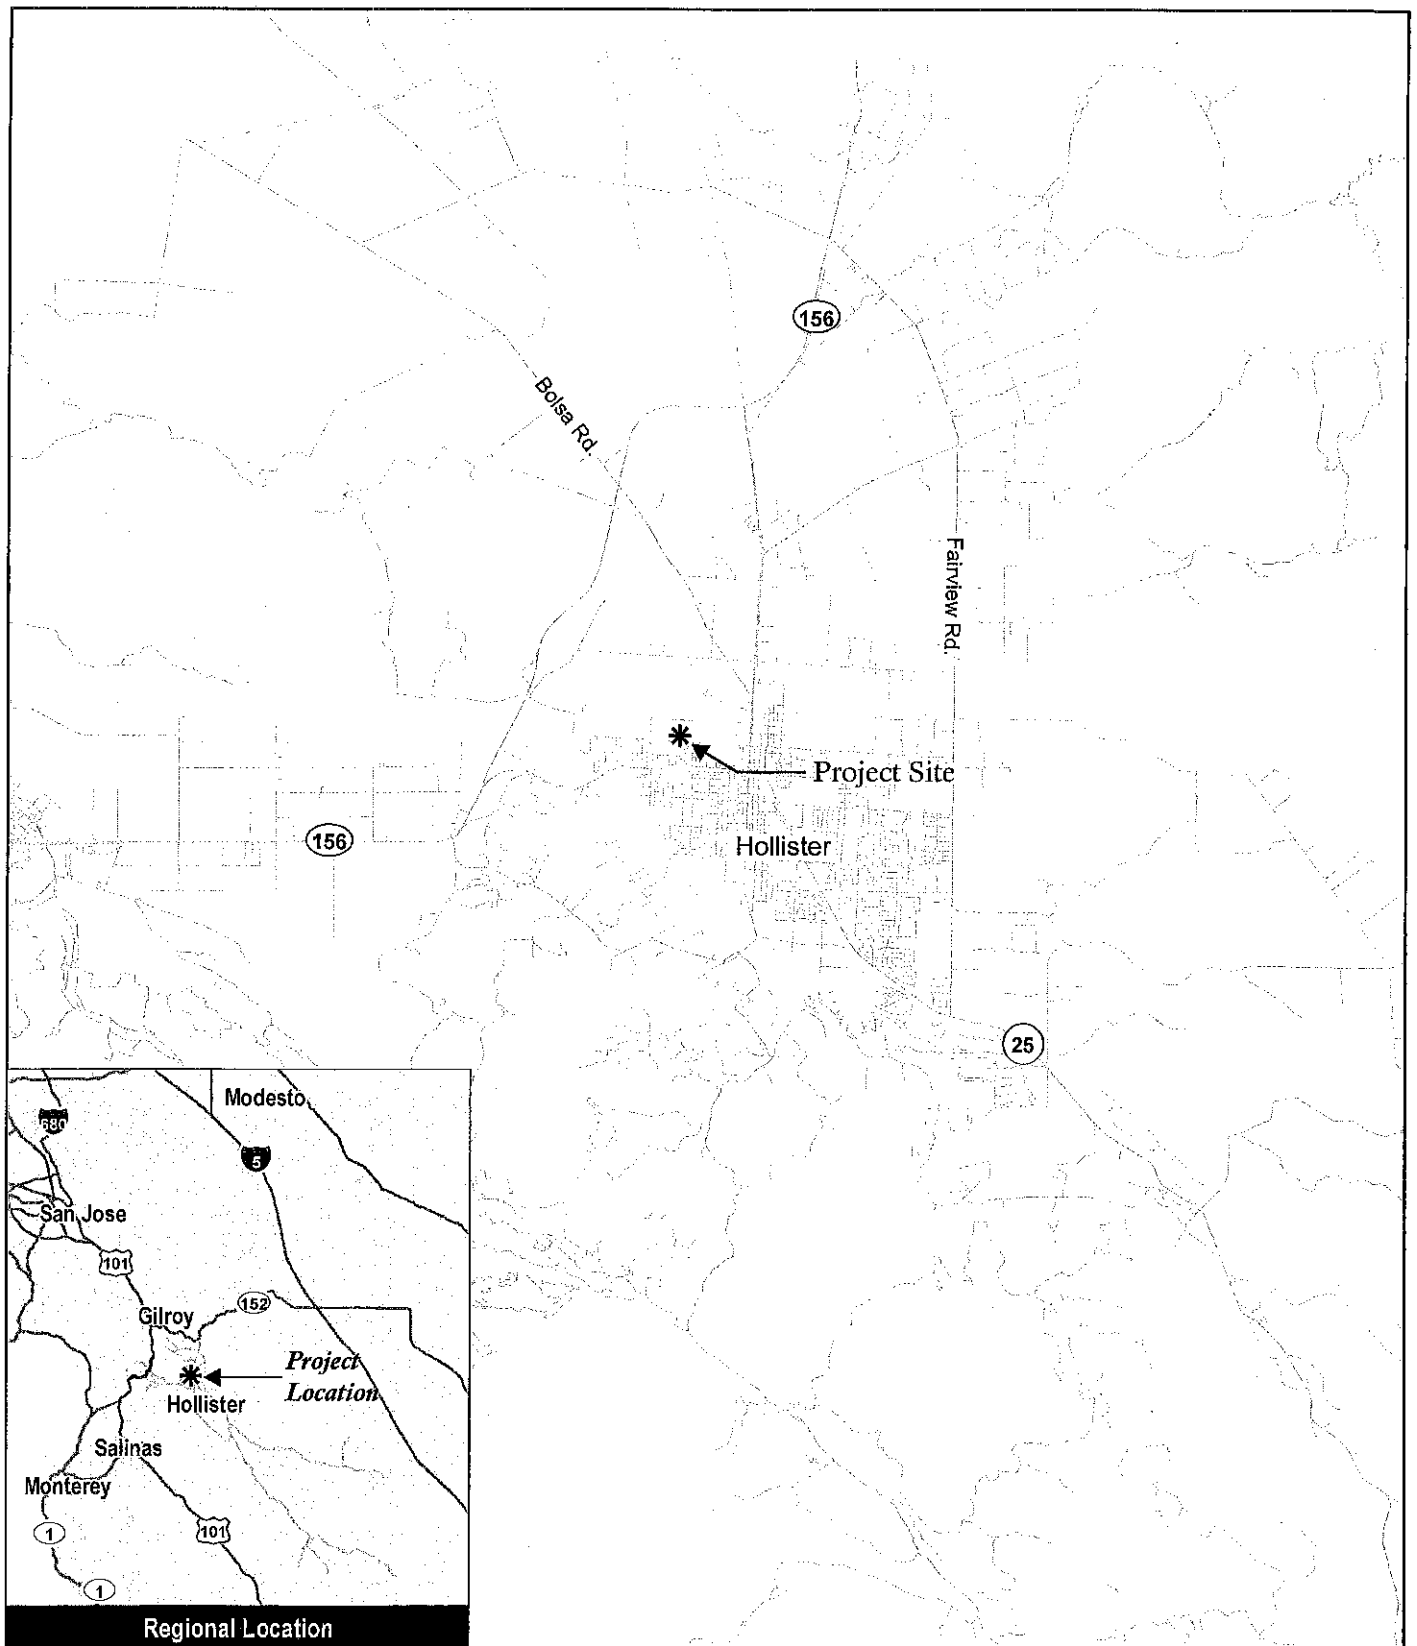 156
Bolsa Rd.
Fairview Rd.
Project Site
156
Hollister
25
Modesto
680
5
San Jose
101
152
Gilroy
Project
Location
Hollister
Salinas
Monterey
1
101
1
Regional Location